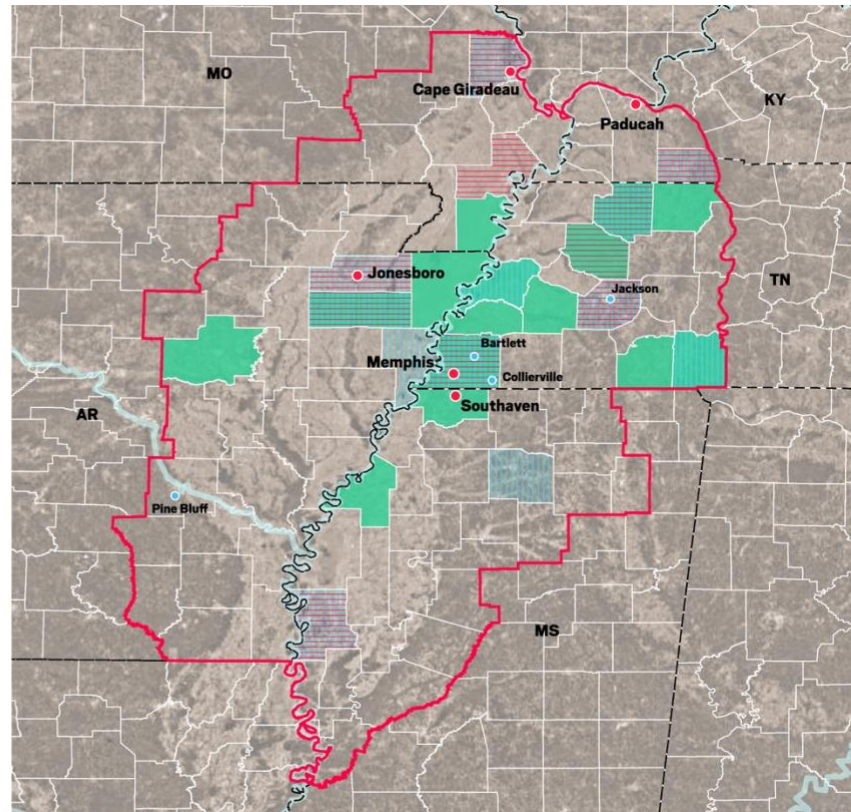 MO
Cape Giradeau
KY
Paducah
Jonesboro
TN
Jackson
Bartlett
Memphis
Collierville
Southaven
AR
Pine Bluff
MS